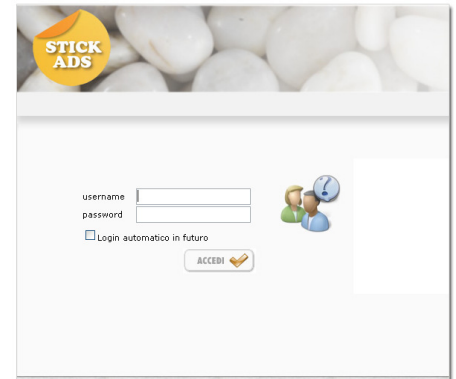 STICK
ADS
username
password
Login automatico in futuro
ACCEDI